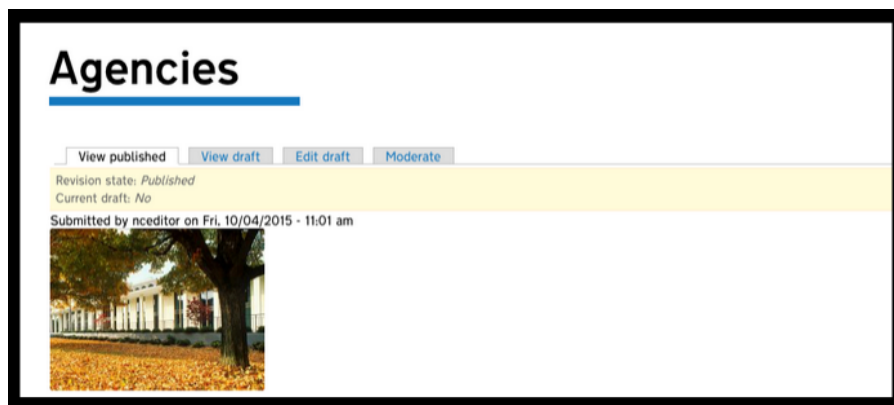 Agencies
View published View draft Edit draft Moderate
Revision state: Published
Current draft: No
Submitted by nceditor on Fri. 10/04/2015 - 11:01 am